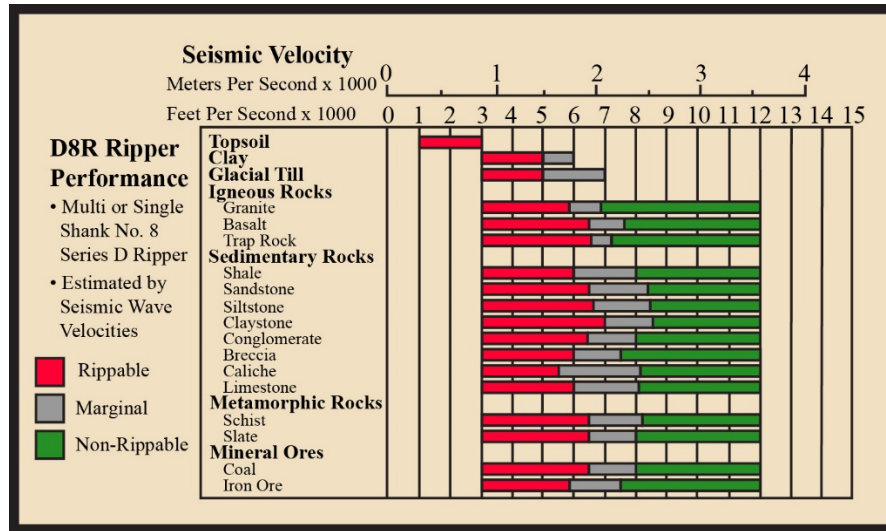 Seismic Velocity
Meters Per Second x 1000
0 1 2 3 4
Feet Per Second x 1000
0 1 2 3 4 5 6 7 8 9 10 11 12 13 14 15
D8R Ripper
Performance
• Multi or Single
Shank No. 8
Series D Ripper
• Estimated by
Seismic Wave
Velocities
Rippable
Marginal
Non-Rippable
Topsoil
Clay
Glacial Till
Igneous Rocks
Granite
Basalt
Trap Rock
Sedimentary Rocks
Shale
Sandstone
Siltstone
Claystone
Conglomerate
Breccia
Caliche
Limestone
Metamorphic Rocks
Schist
Slate
Mineral Ores
Coal
Iron Ore